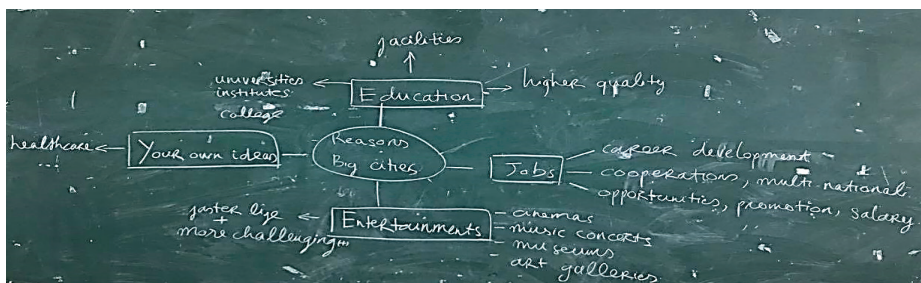 facilities
universities
institutes
college
Education
higher quality
healthcare
Your own ideas
Reasons
Big cities
Jobs
career development
cooperations, multi-national
opportunities, promotion, salary
faster life
+
more challenging...
Entertainments
cinemas
music concerts
museums
art galleries